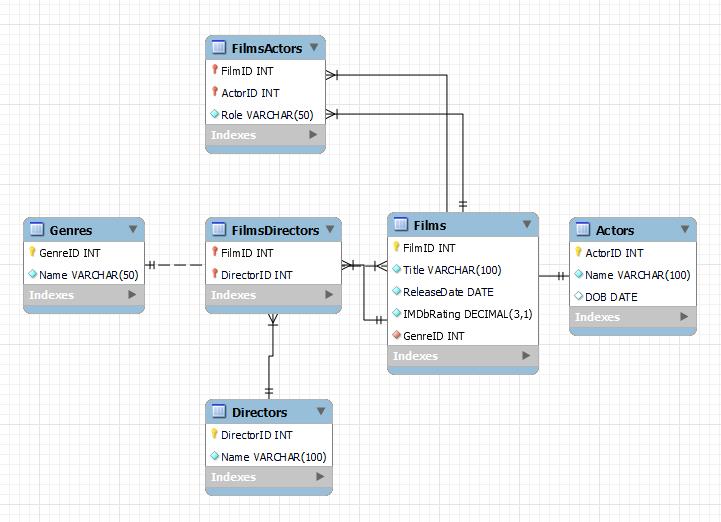 FilmsActors
FilmID INT
ActorID INT
Role VARCHAR(50)
Indexes
Genres
GenreID INT
Name VARCHAR(50)
Indexes
FilmsDirectors
FilmID INT
DirectorID INT
Indexes
Films
FilmID INT
Title VARCHAR(100)
ReleaseDate DATE
IMDbRating DECIMAL(3,1)
GenreID INT
Indexes
Actors
ActorID INT
Name VARCHAR(100)
DOB DATE
Indexes
Directors
DirectorID INT
Name VARCHAR(100)
Indexes